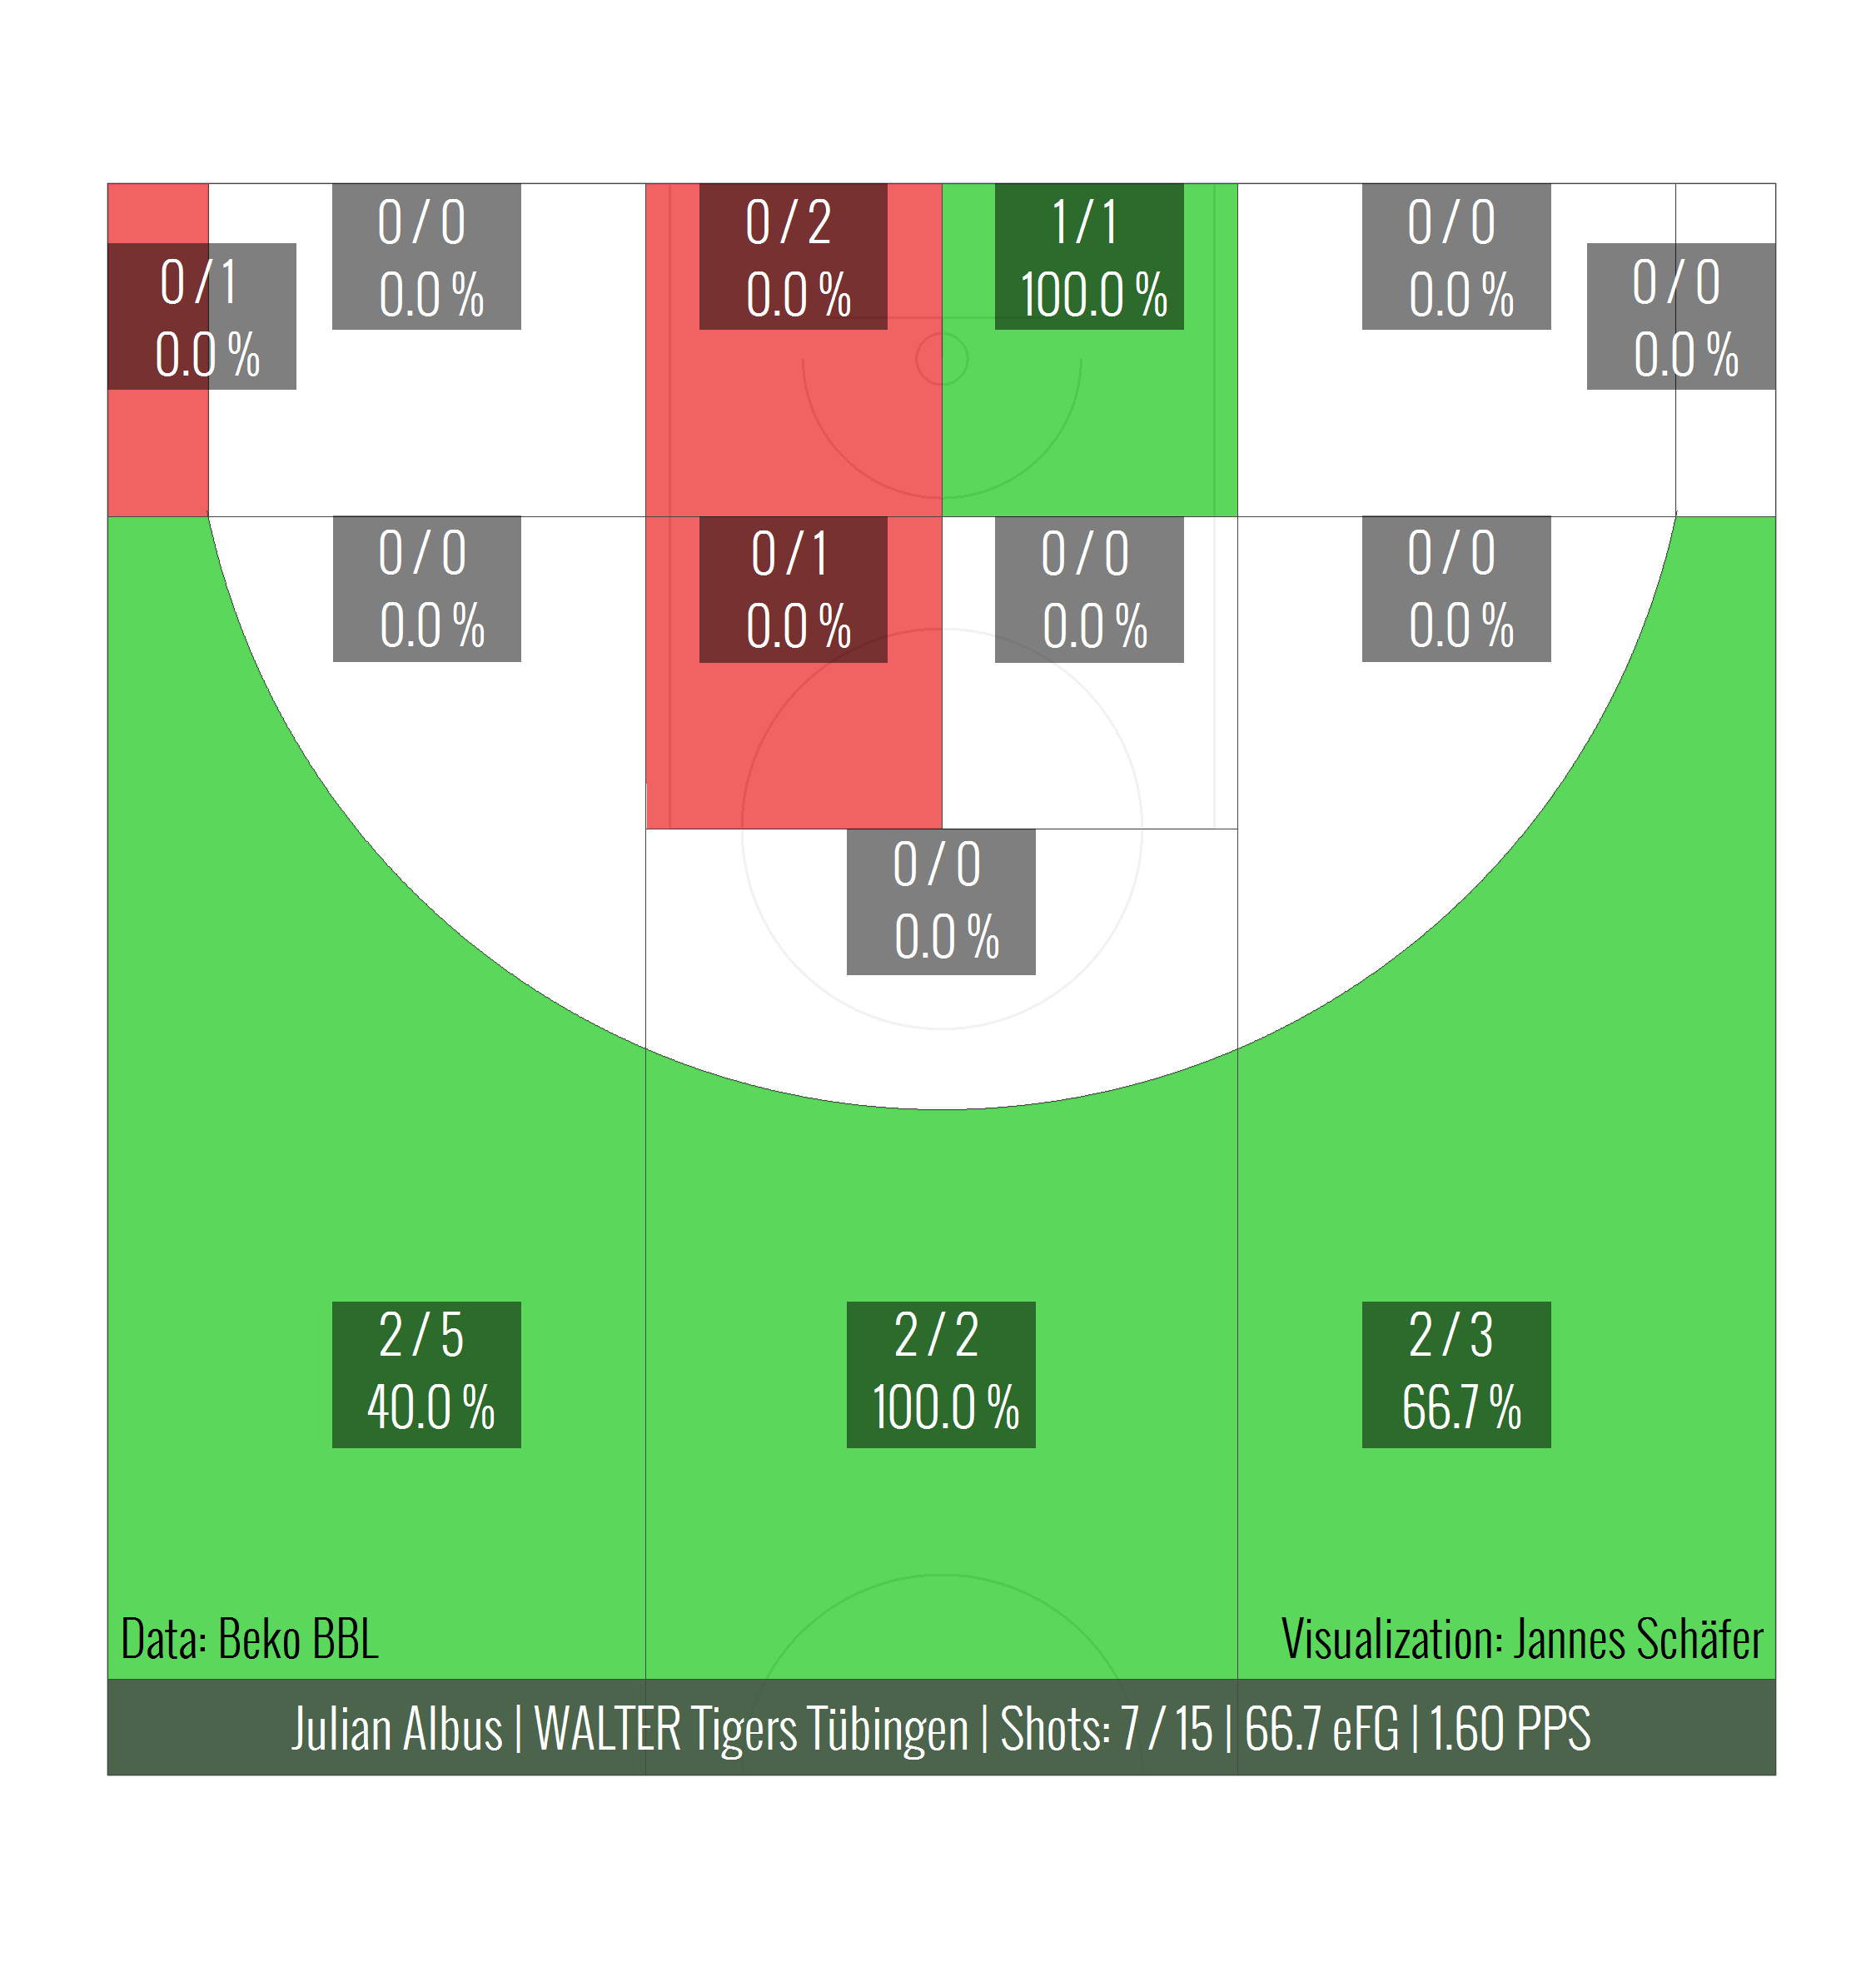 0 / 0
0.0 %
0 / 2
0.0 %
1 / 1
100.0 %
0 / 0
0.0 %
0 / 1
0.0 %
0 / 0
0.0 %
0 / 0
0.0 %
0 / 1
0.0 %
0 / 0
0.0 %
0 / 0
0.0 %
0 / 0
0.0 %
2 / 5
40.0 %
2 / 2
100.0 %
2 / 3
66.7 %
Data: Beko BBL
Visualization: Jannes Schäfer
Julian Albus | WALTER Tigers Tübingen | Shots: 7 / 15 | 66.7 eFG | 1.60 PPS